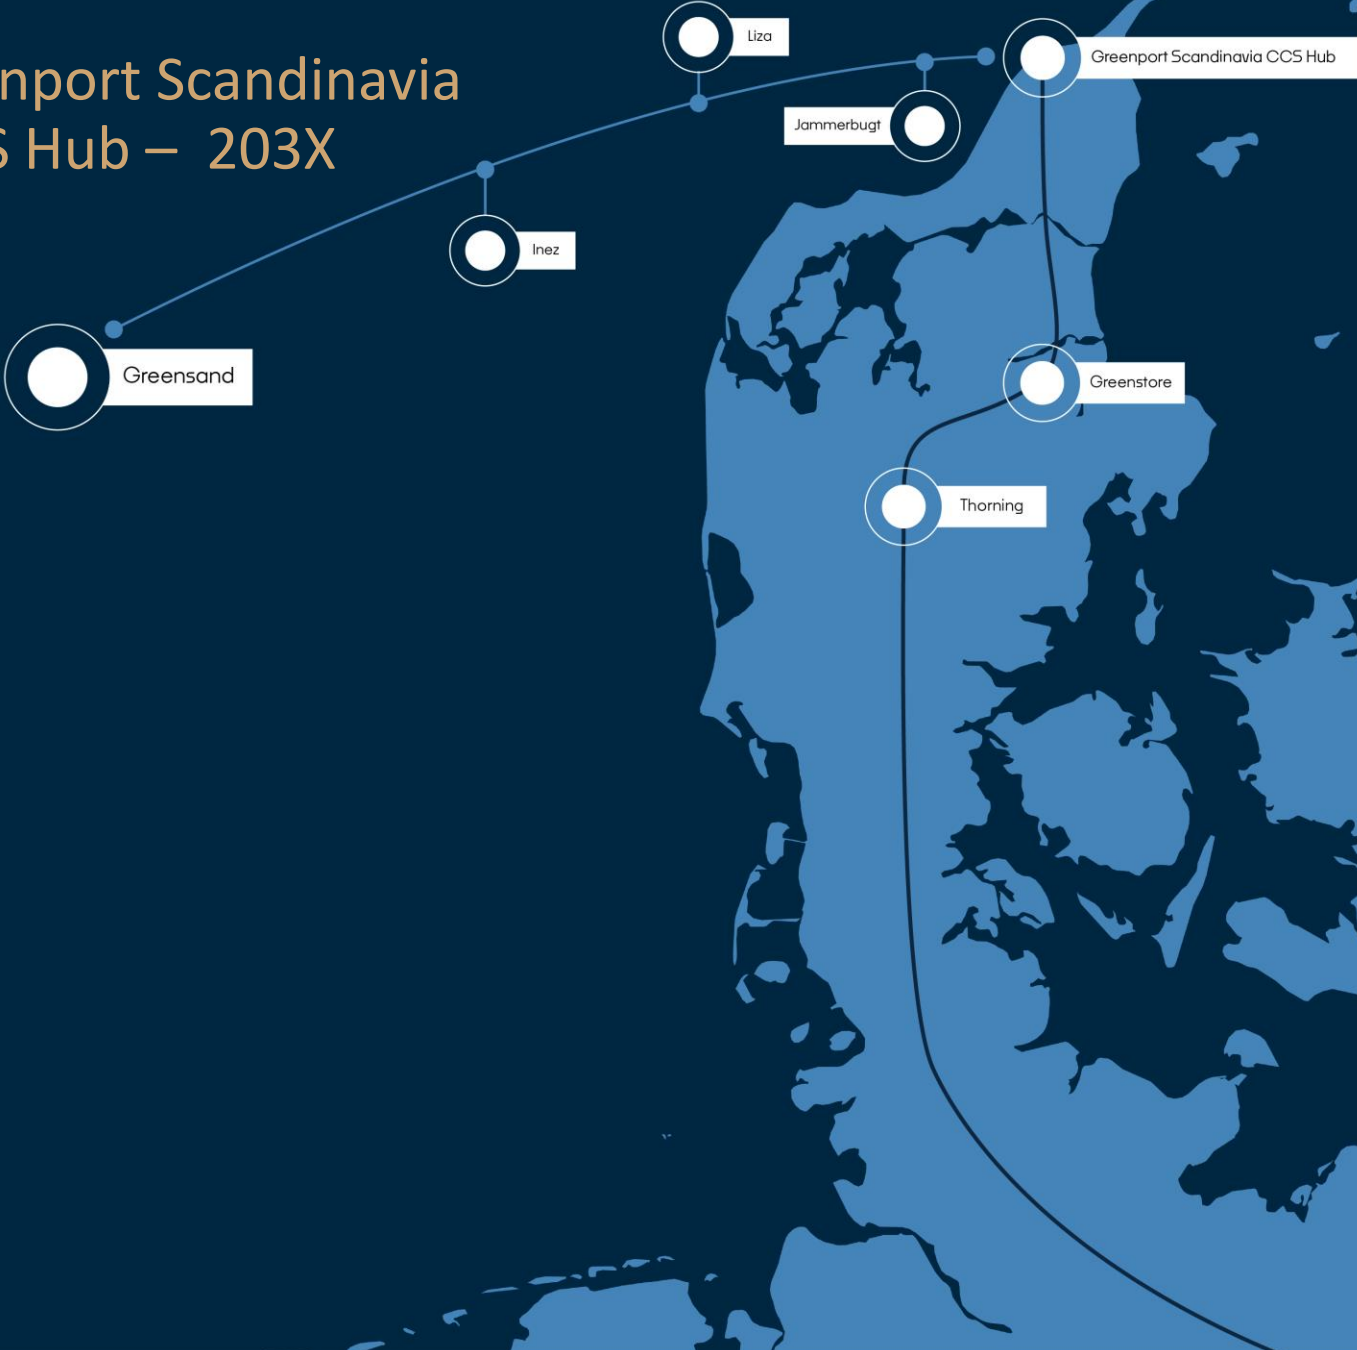 nport Scandinavia
S Hub – 203X
Liza
Greenport Scandinavia CCS Hub
Jammerbugt
Inez
Greensand
Greenstore
Thorning